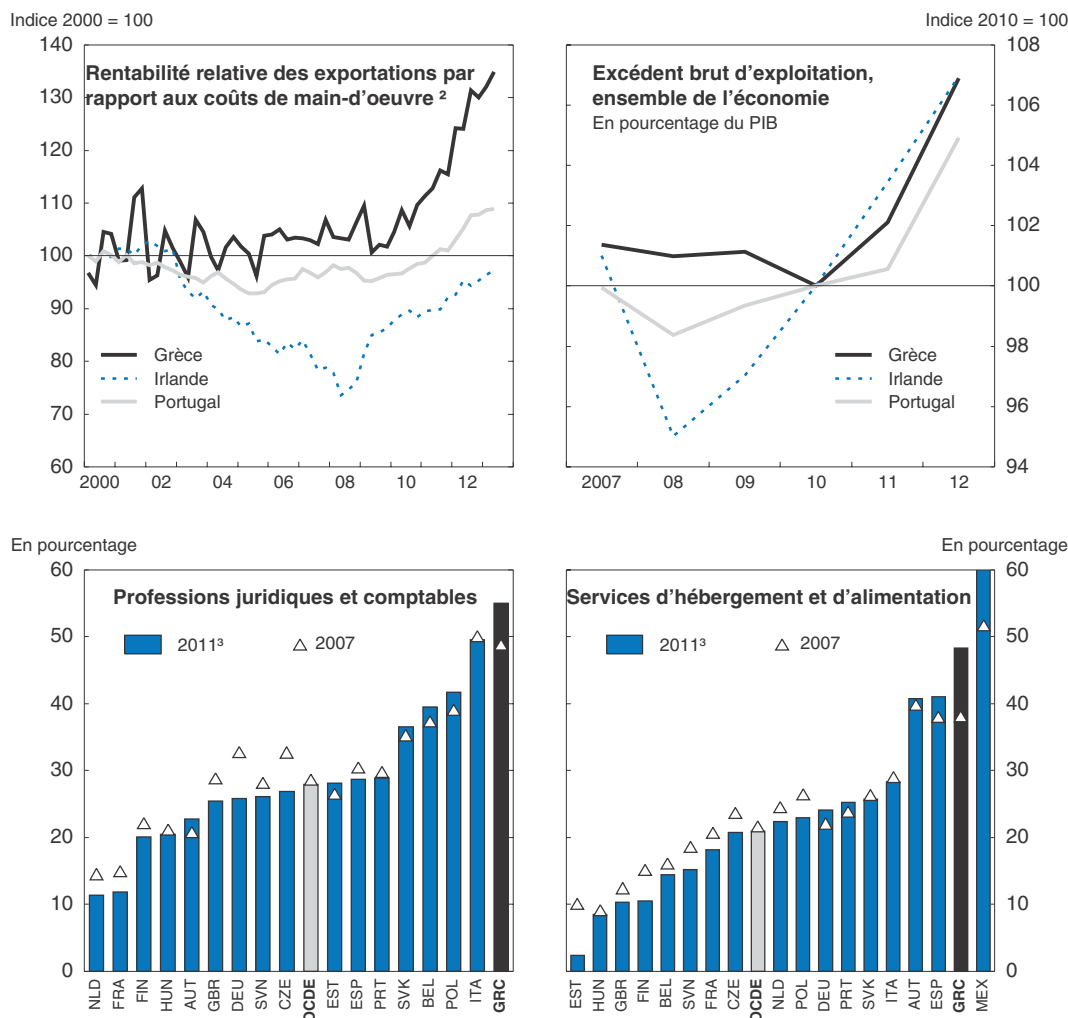 Indice 2000 = 100
Indice 2010 = 100
140
130
120
110
100
90
80
70
60
Rentabilité relative des exportations par
rapport aux coûts de main-d'oeuvre ²
Grèce
Irlande
Portugal
2000 02 04 06 08 10 12
Excédent brut d'exploitation,
ensemble de l'économie
En pourcentage du PIB
Grèce
Irlande
Portugal
108
106
104
102
100
98
96
94
2007 08 09 10 11 12
En pourcentage
En pourcentage
60
50
40
30
20
10
0
Professions juridiques et comptables
2011³ 2007
NLD FRA FIN HUN AUT GBR DEU SVN CZE OCDE EST ESP PRT SVK BEL POL ITA GRC
Services d'hébergement et d'alimentation
2011³ 2007
60
50
40
30
20
10
0
EST HUN GBR FIN BEL SVN FRA CZE OCDE NLD POL DEU PRT SVK ITA AUT ESP GRC MEX